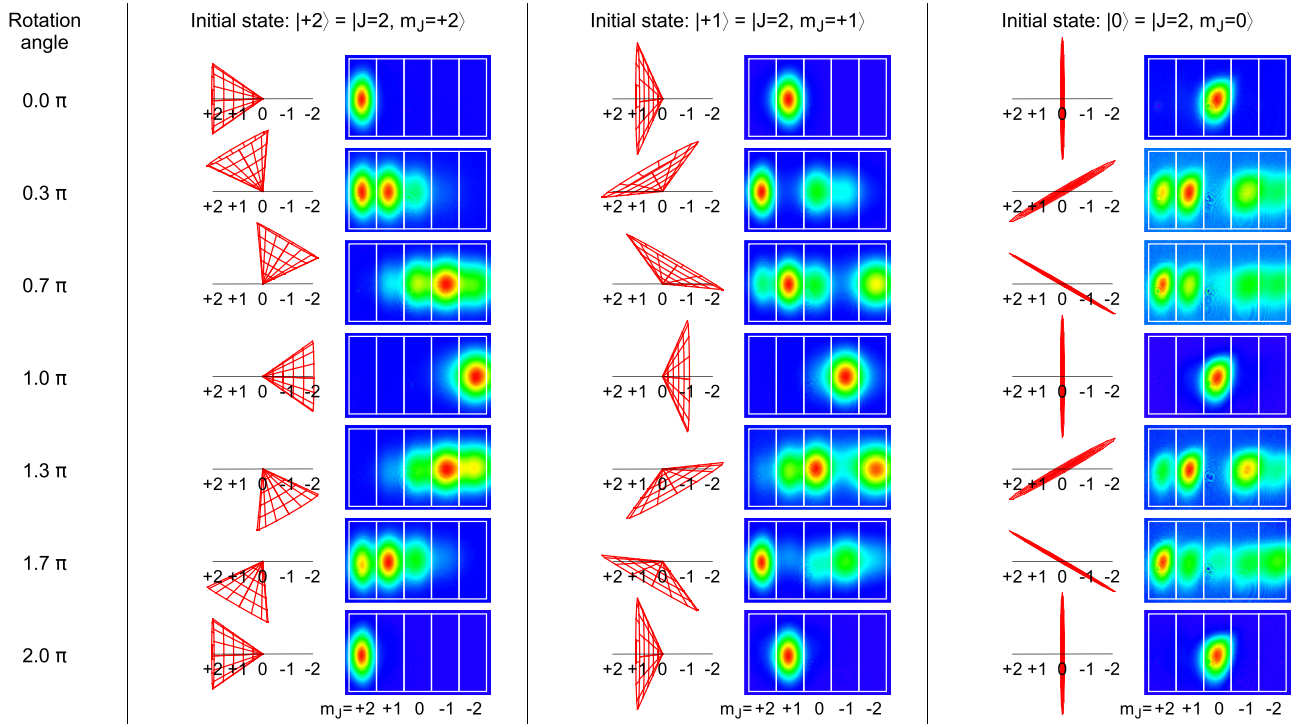 Rotation
angle
Initial state: |+2⟩ = |J=2, mJ=+2⟩
Initial state: |+1⟩ = |J=2, mJ=+1⟩
Initial state: |0⟩ = |J=2, mJ=0⟩
0.0 π
+2 +1 0 -1 -2
+2 +1 0 -1 -2
+2 +1 0 -1 -2
0.3 π
+2 +1 0 -1 -2
+2 +1 0 -1 -2
+2 +1 0 -1 -2
0.7 π
+2 +1 0 -1 -2
+2 +1 0 -1 -2
+2 +1 0 -1 -2
1.0 π
+2 +1 0 -1 -2
+2 +1 0 -1 -2
+2 +1 0 -1 -2
1.3 π
+2 +1 0 -1 -2
+2 +1 0 -1 -2
+2 +1 0 -1 -2
1.7 π
+2 +1 0 -1 -2
+2 +1 0 -1 -2
+2 +1 0 -1 -2
2.0 π
+2 +1 0 -1 -2
+2 +1 0 -1 -2
+2 +1 0 -1 -2
mJ= +2 +1 0 -1 -2
mJ= +2 +1 0 -1 -2
mJ= +2 +1 0 -1 -2